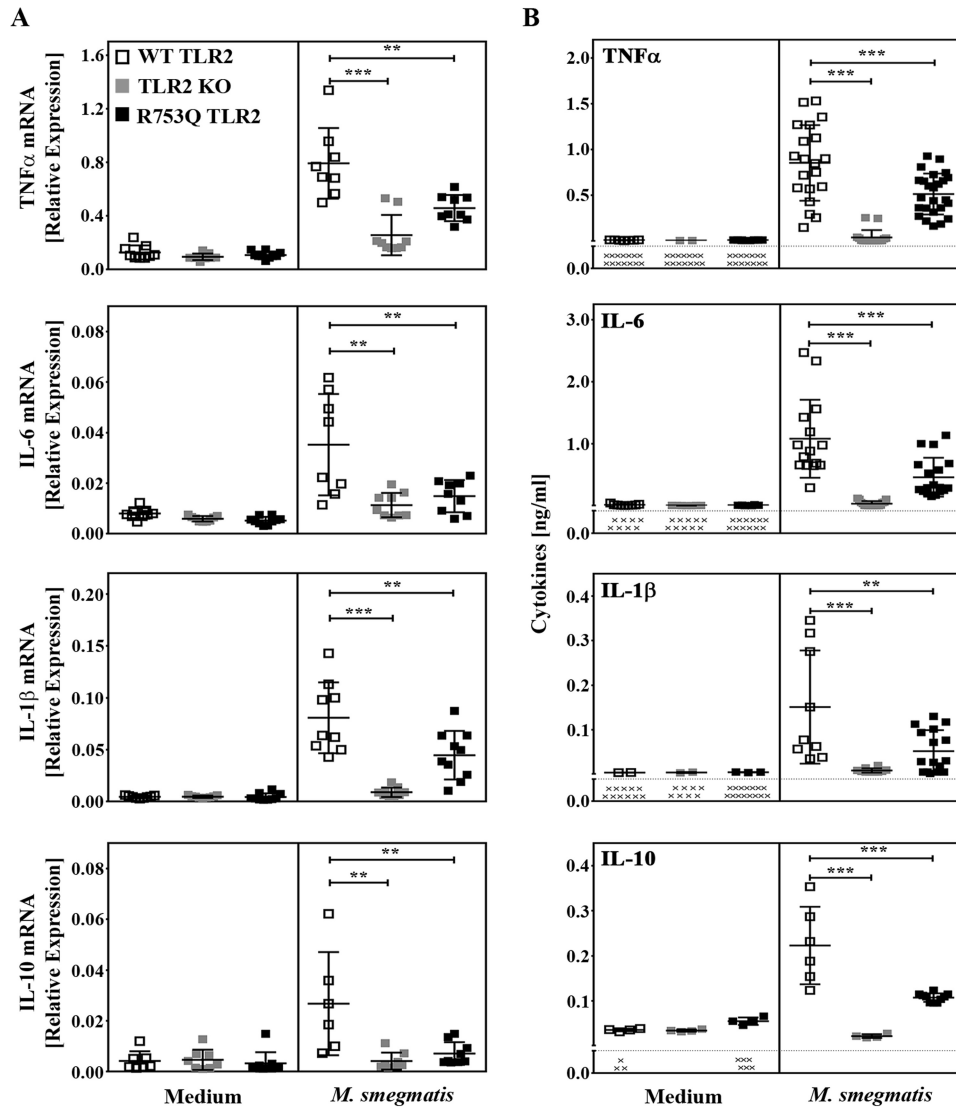 A
WT TLR2
TLR2 KO
R753Q TLR2
TNFα mRNA
[Relative Expression]
1.6
1.2
0.8
0.4
0.0
***
**
IL-6 mRNA
[Relative Expression]
0.08
0.06
0.04
0.02
0.00
**
**
IL-1β mRNA
[Relative Expression]
0.20
0.15
0.10
0.05
0.00
***
**
IL-10 mRNA
[Relative Expression]
0.08
0.06
0.04
0.02
0.00
**
**
Medium
M. smegmatis
B
Cytokines [ng/ml]
TNFα
2.0
1.5
1.0
0.5
0.0
***
***
IL-6
3.0
2.0
1.0
0.0
***
***
IL-1β
0.4
0.3
0.2
0.1
0.0
***
**
IL-10
0.4
0.3
0.2
0.1
0.0
***
***
Medium
M. smegmatis